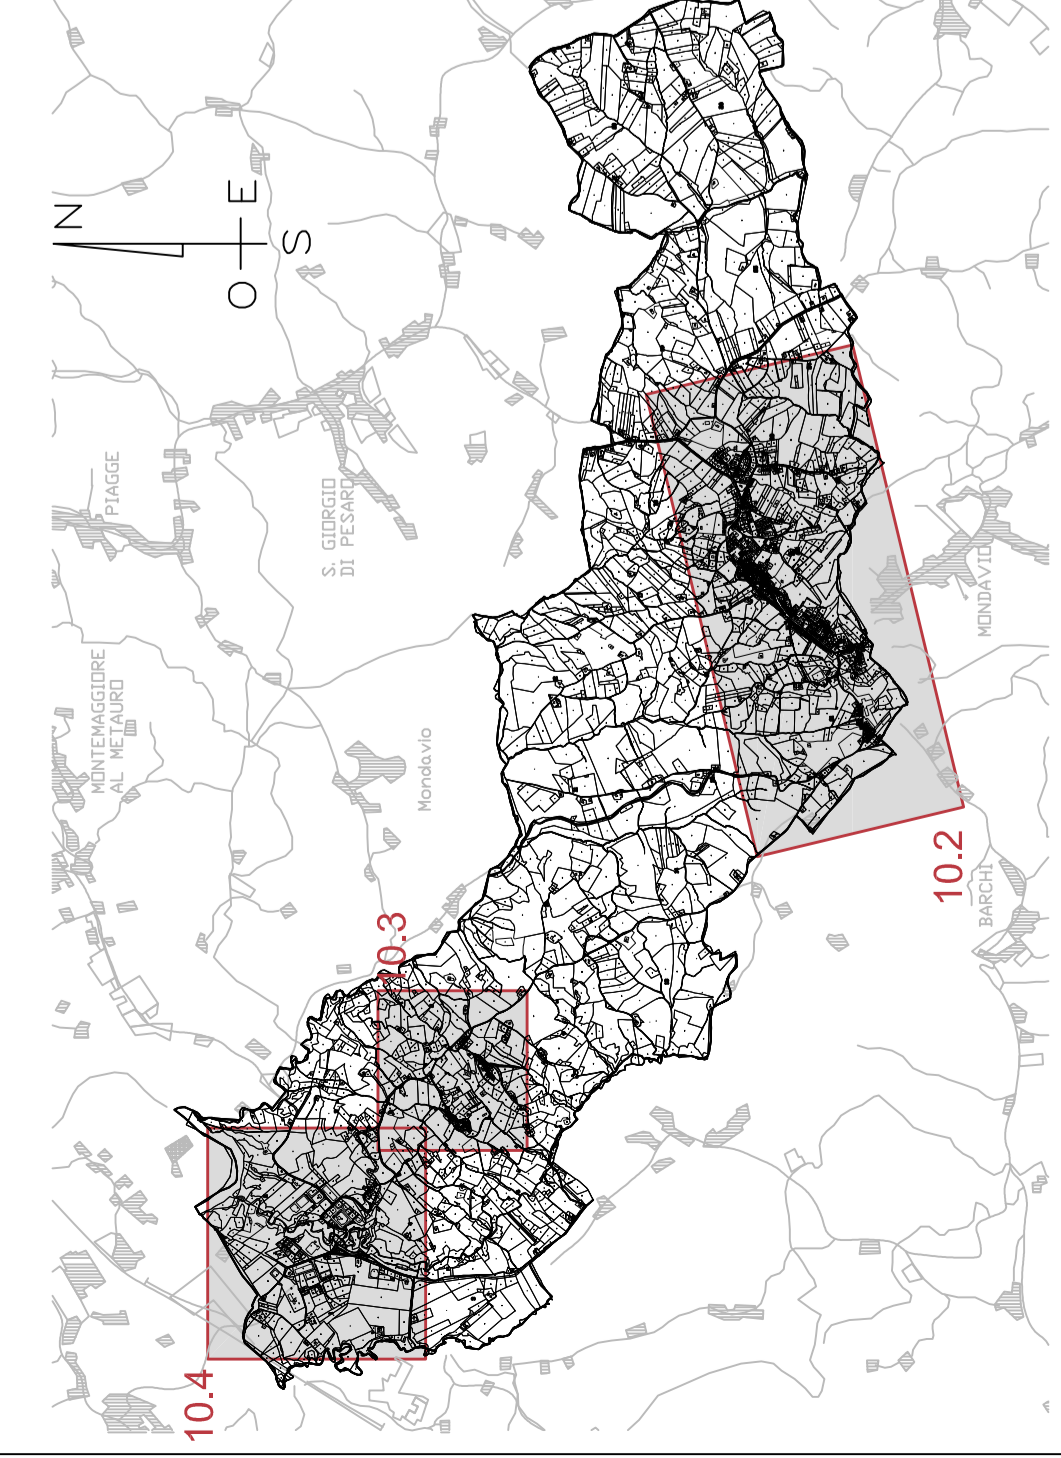 N
O
E
S
PIAGGE
S. GIORGIO
DI PESARO
MONTEMAGGIORE
AL METAURO
Mondavio
MONDAVIO
BARCHI
10.2
10.3
10.4